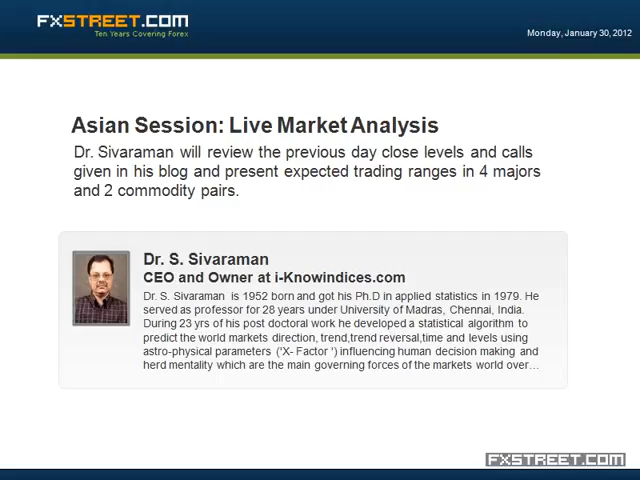 FXSTREET.COM
Ten Years Covering Forex
Monday, January 30, 2012
Asian Session: Live Market Analysis
Dr. Sivaraman will review the previous day close levels and calls
given in his blog and present expected trading ranges in 4 majors
and 2 commodity pairs.
Dr. S. Sivaraman
CEO and Owner at i-Knowindices.com
Dr. S. Sivaraman is 1952 born and got his Ph.D in applied statistics in 1979. He
served as professor for 28 years under University of Madras, Chennai, India.
During 23 yrs of his post doctoral work he developed a statistical algorithm to
predict the world markets direction, trend,trend reversal,time and levels using
astro-physical parameters ('X- Factor ') influencing human decision making and
herd mentality which are the main governing forces of the markets world over…
FXSTREET.COM